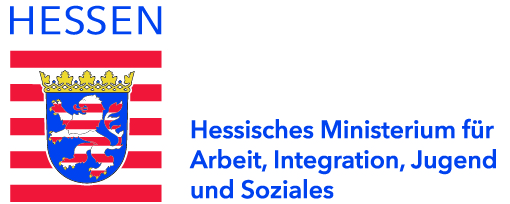 HESSEN
Hessisches Ministerium für
Arbeit, Integration, Jugend
und Soziales